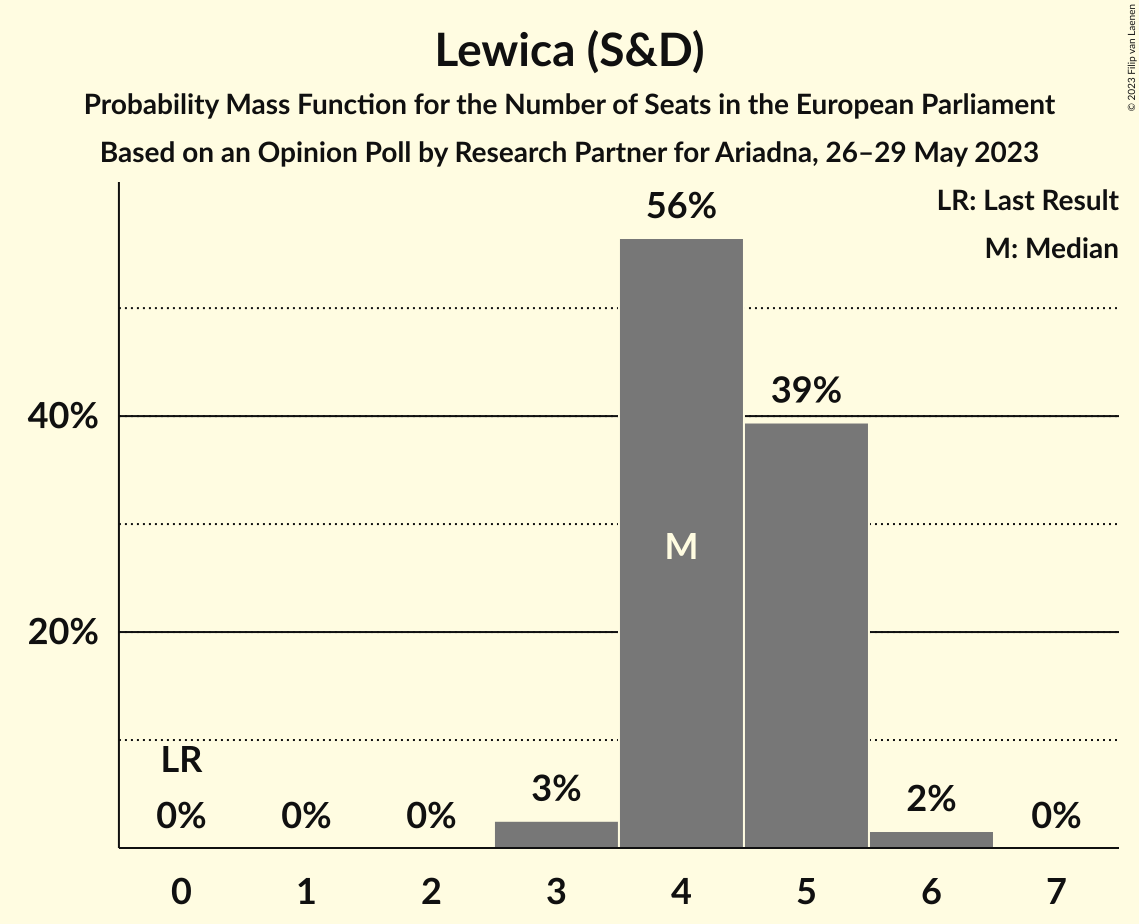 Lewica (S&D)
Probability Mass Function for the Number of Seats in the European Parliament
Based on an Opinion Poll by Research Partner for Ariadna, 26–29 May 2023
© 2023 Filip van Laenen
LR: Last Result
M: Median
56%
39%
40%
M
20%
LR
0%
0%
0%
3%
2%
0%
0
1
2
3
4
5
6
7